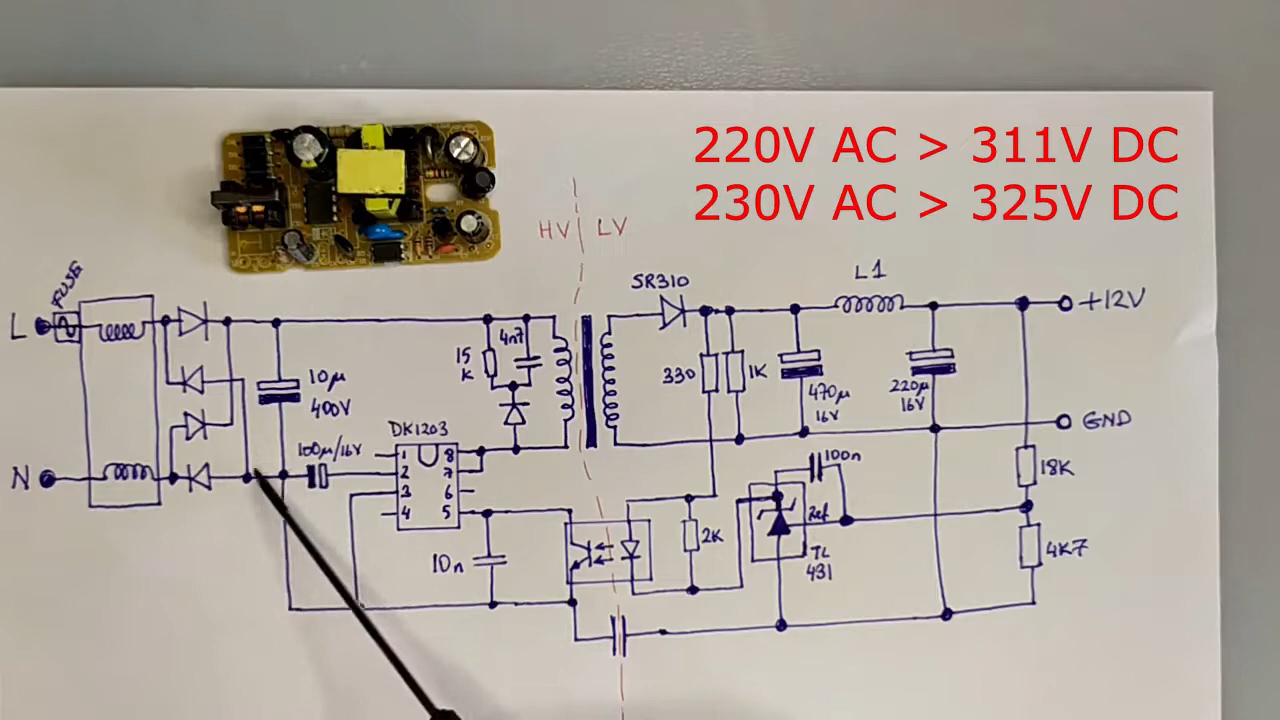 220V AC > 311V DC
230V AC > 325V DC
HV LV
FUSE
L
N
10µ
400V
100µ/16V
15
K
4n7
DK1203
1
2
3
4
8
7
6
5
10n
SR310
330
1K
470µ
16V
L1
220µ
16V
+12V
GND
2K
100n
Ref
TL
431
18K
4K7